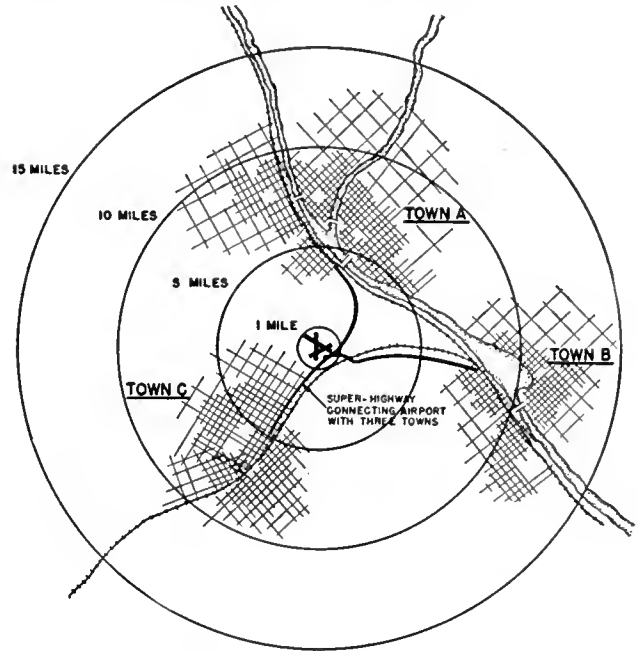 15 MILES
10 MILES
TOWN A
5 MILES
1 MILE
TOWN B
TOWN C
SUPER-HIGHWAY
CONNECTING AIRPORT
WITH THREE TOWNS